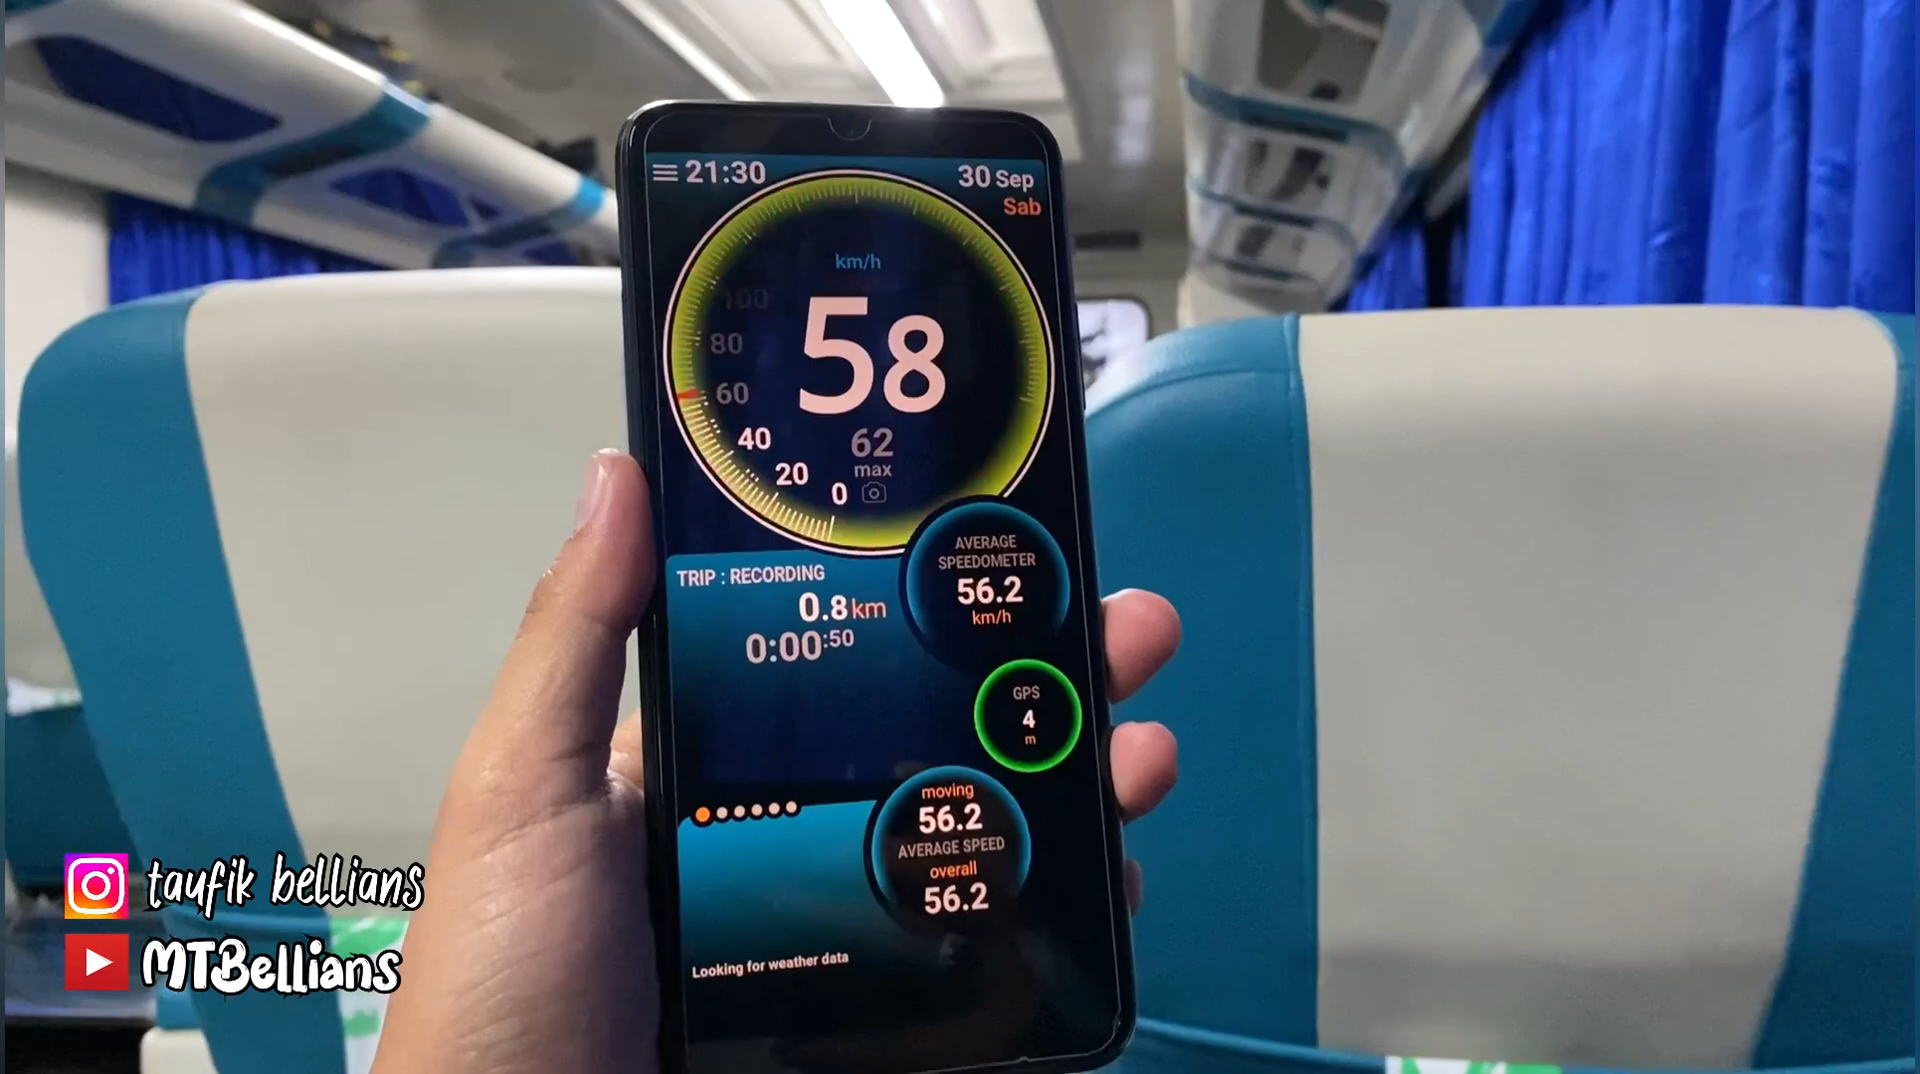 21:30
30 Sep
Sab
km/h
100
80
60
40
20
0
58
62
max
AVERAGE
SPEEDOMETER
56.2
km/h
TRIP : RECORDING
0.8 km
0:00:50
GPS
4
m
moving
56.2
AVERAGE SPEED
overall
56.2
Looking for weather data
taufik bellians
MTBellians